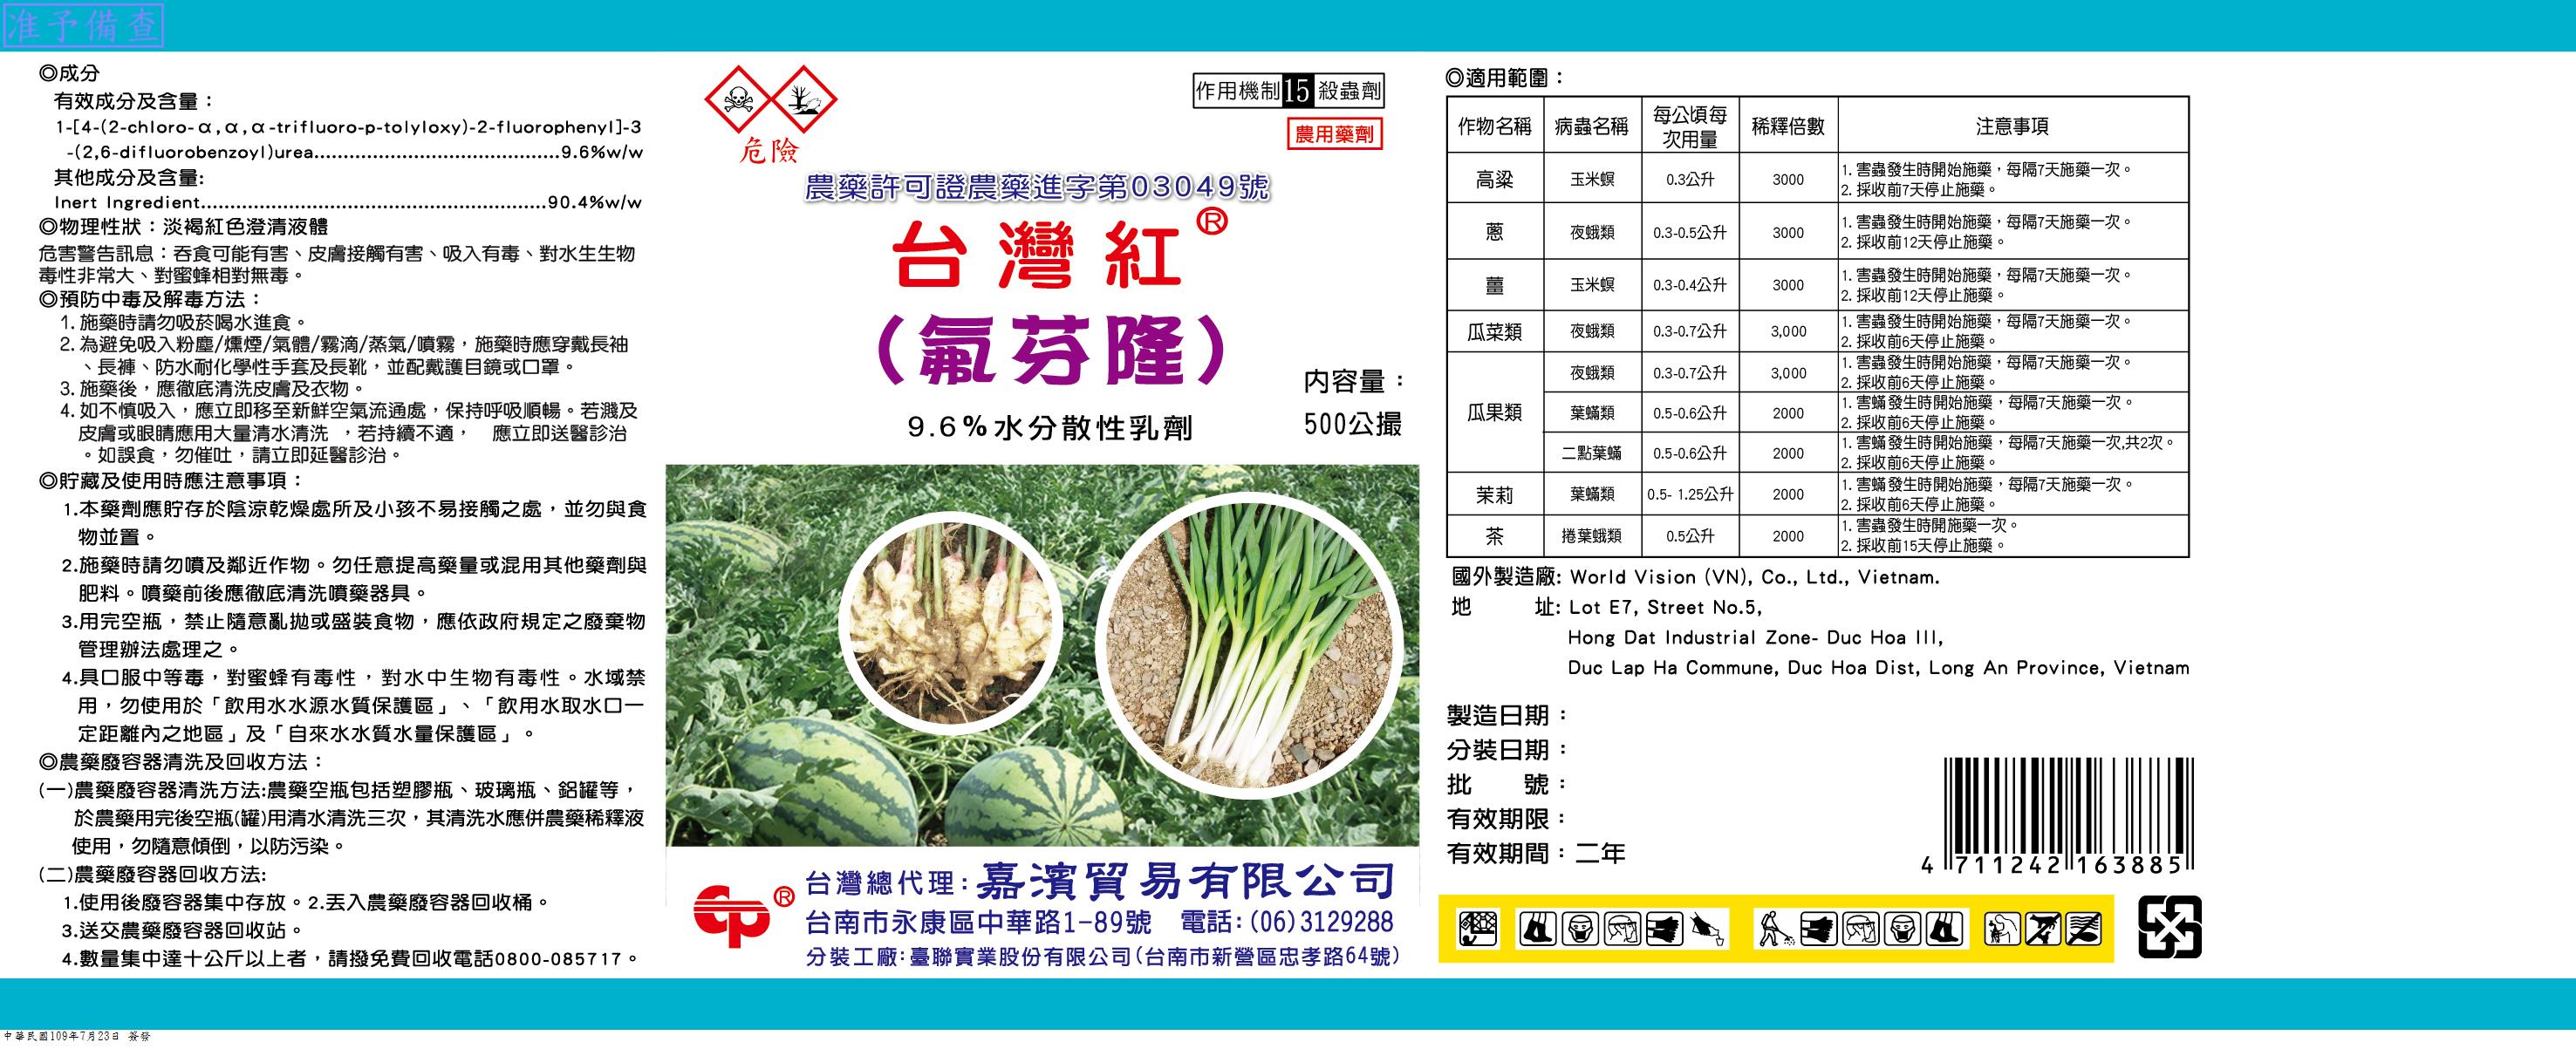 准予備查
◎成分
有效成分及含量：
1-[4-(2-chloro-α,α,α-trifluoro-p-tolyloxy)-2-fluorophenyl]-3
-(2,6-difluorobenzoyl)urea..........................................9.6%w/w
其他成分及含量:
Inert Ingredient...........................................................90.4%w/w
◎物理性狀：淡褐紅色澄清液體
危害警告訊息：吞食可能有害、皮膚接觸有害、吸入有毒、對水生生物
毒性非常大、對蜜蜂相對無毒。
◎預防中毒及解毒方法：
1. 施藥時請勿吸菸喝水進食。
2. 為避免吸入粉塵/燻煙/氣體/霧滴/蒸氣/噴霧，施藥時應穿戴長袖
、長褲、防水耐化學性手套及長靴，並配戴護目鏡或口罩。
3. 施藥後，應徹底清洗皮膚及衣物。
4. 如不慎吸入，應立即移至新鮮空氣流通處，保持呼吸順暢。若濺及
皮膚或眼睛應用大量清水清洗 ，若持續不適， 應立即送醫診治
。如誤食，勿催吐，請立即延醫診治。
◎貯藏及使用時應注意事項：
1.本藥劑應貯存於陰涼乾燥處所及小孩不易接觸之處，並勿與食
物並置。
2.施藥時請勿噴及鄰近作物。勿任意提高藥量或混用其他藥劑與
肥料。噴藥前後應徹底清洗噴藥器具。
3.用完空瓶，禁止隨意亂拋或盛裝食物，應依政府規定之廢棄物
管理辦法處理之。
4.具口服中等毒，對蜜蜂有毒性，對水中生物有毒性。水域禁
用，勿使用於「飲用水水源水質保護區」、「飲用水取水口一
定距離內之地區」及「自來水水質水量保護區」。
◎農藥廢容器清洗及回收方法：
(一)農藥廢容器清洗方法:農藥空瓶包括塑膠瓶、玻璃瓶、鋁罐等，
於農藥用完後空瓶(罐)用清水清洗三次，其清洗水應併農藥稀釋液
使用，勿隨意傾倒，以防污染。
(二)農藥廢容器回收方法:
1.使用後廢容器集中存放。2.丟入農藥廢容器回收桶。
3.送交農藥廢容器回收站。
4.數量集中達十公斤以上者，請撥免費回收電話0800-085717。
危險
作用機制 15 殺蟲劑
農用藥劑
農藥許可證農藥進字第03049號
台灣紅®
(氟芬隆)
9.6%水分散性乳劑
內容量：
500公撮
cp®
台灣總代理:嘉濱貿易有限公司
台南市永康區中華路1-89號 電話:(06)3129288
分裝工廠:臺聯實業股份有限公司(台南市新營區忠孝路64號)
◎適用範圍：
作物名稱 病蟲名稱 每公頃每次用量 稀釋倍數 注意事項
高粱 玉米螟 0.3公升 3000 1. 害蟲發生時開始施藥，每隔7天施藥一次。
2. 採收前7天停止施藥。
蔥 夜蛾類 0.3-0.5公升 3000 1. 害蟲發生時開始施藥，每隔7天施藥一次。
2. 採收前12天停止施藥。
薑 玉米螟 0.3-0.4公升 3000 1. 害蟲發生時開始施藥，每隔7天施藥一次。
2. 採收前12天停止施藥。
瓜菜類 夜蛾類 0.3-0.7公升 3,000 1. 害蟲發生時開始施藥，每隔7天施藥一次。
2. 採收前6天停止施藥。
瓜果類 夜蛾類 0.3-0.7公升 3,000 1. 害蟲發生時開始施藥，每隔7天施藥一次。
2. 採收前6天停止施藥。
葉蟎類 0.5-0.6公升 2000 1. 害蟎發生時開始施藥，每隔7天施藥一次。
2. 採收前6天停止施藥。
二點葉蟎 0.5-0.6公升 2000 1. 害蟎發生時開始施藥，每隔7天施藥一次,共2次。
2. 採收前6天停止施藥。
茉莉 葉蟎類 0.5- 1.25公升 2000 1. 害蟎發生時開始施藥，每隔7天施藥一次。
2. 採收前6天停止施藥。
茶 捲葉蛾類 0.5公升 2000 1. 害蟲發生時開施藥一次。
2. 採收前15天停止施藥。
國外製造廠: World Vision (VN), Co., Ltd., Vietnam.
地 址: Lot E7, Street No.5,
Hong Dat Industrial Zone- Duc Hoa III,
Duc Lap Ha Commune, Duc Hoa Dist, Long An Province, Vietnam
製造日期：
分裝日期：
批 號：
有效期限：
有效期間：二年
4 711242 163885
中華民國109年7月23日 簽發